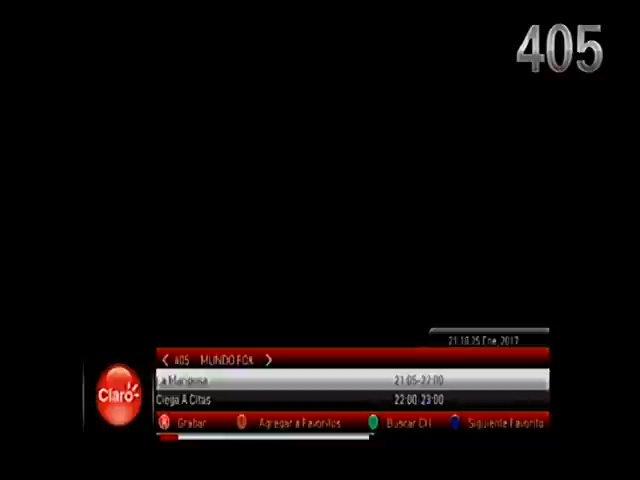 405
21:18 25 Ene, 2017
< 405 MUNDO FOX >
La Mariposa 21:05-22:00
Claro
Ciega A Citas 22:00-23:00
Grabar Agregar a Favoritos Buscar CH Siguiente Favorito